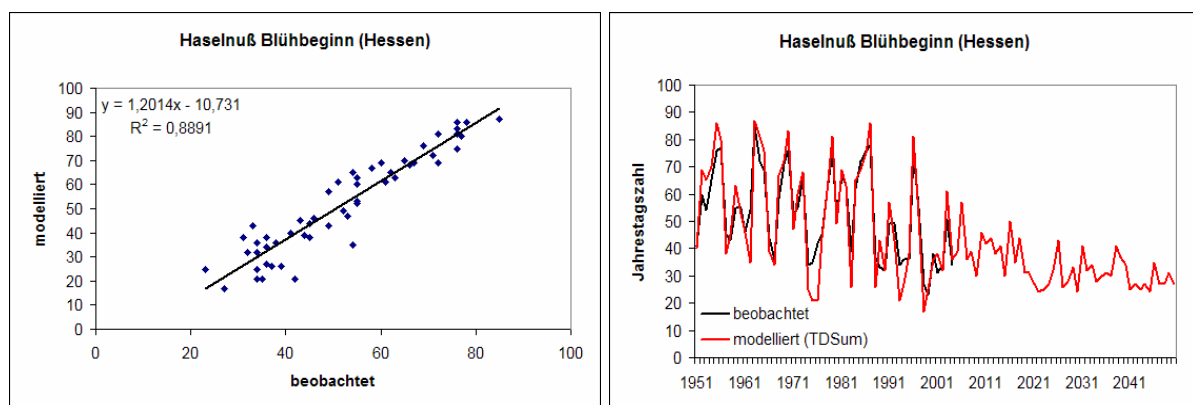 Haselnuß Blühbeginn (Hessen)
y = 1,2014x - 10,731
R² = 0,8891
100
90
80
70
60
50
40
30
20
10
0
modelliert
0 20 40 60 80 100
beobachtet
Haselnuß Blühbeginn (Hessen)
100
90
80
70
60
50
40
30
20
10
0
Jahrestagszahl
beobachtet
modelliert (TDSum)
1951 1961 1971 1981 1991 2001 2011 2021 2031 2041